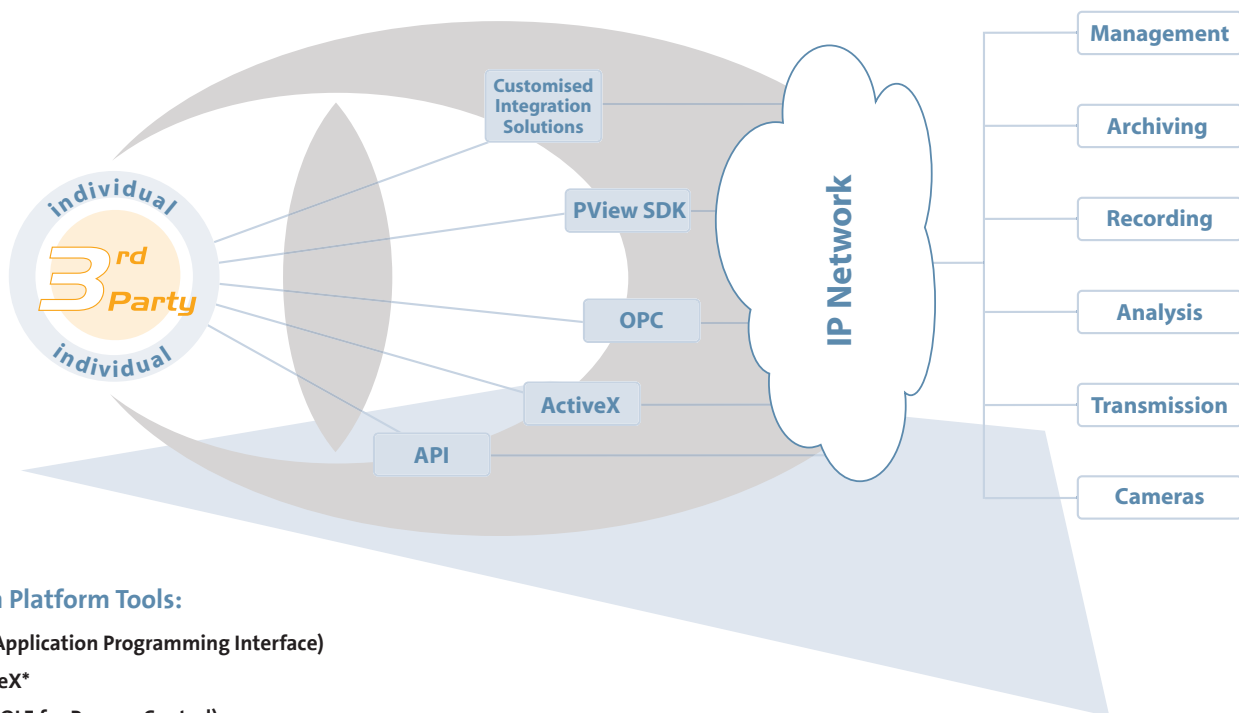 individual
3rd
Party
individual
Customised
Integration
Solutions
PView SDK
OPC
ActiveX
API
IP Network
Management
Archiving
Recording
Analysis
Transmission
Cameras
Platform Tools:
Application Programming Interface)
eX*